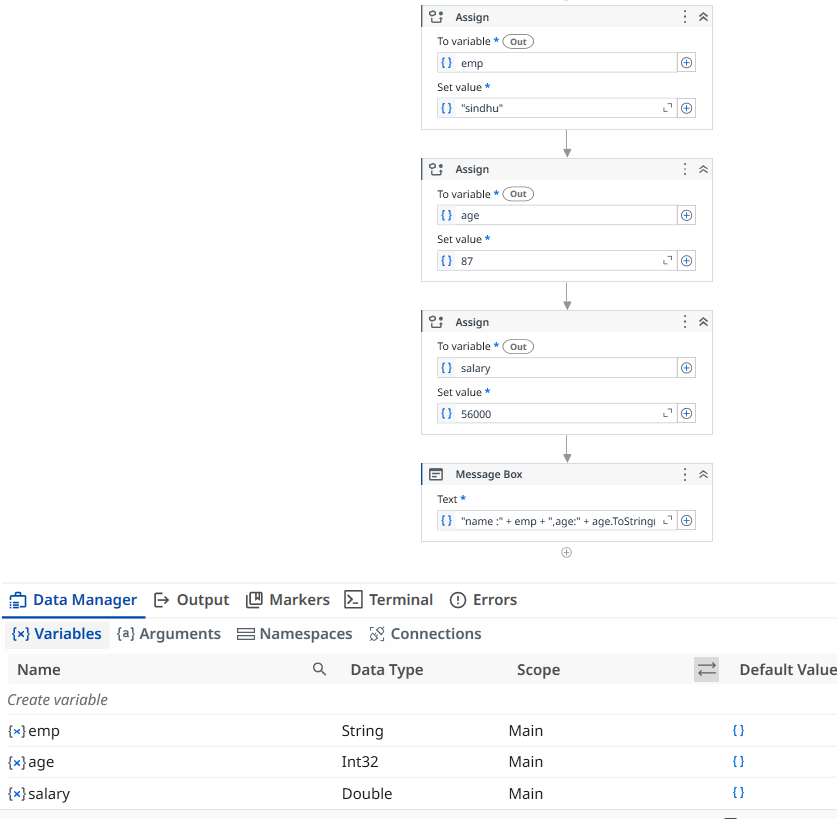 Assign
To variable * Out
emp
Set value *
"sindhu"
Assign
To variable * Out
age
Set value *
87
Assign
To variable * Out
salary
Set value *
56000
Message Box
Text *
"name :" + emp + ",age:" + age.ToString(
Data Manager Output Markers Terminal Errors
{x} Variables {a} Arguments Namespaces Connections
Name Data Type Scope Default Value
Create variable
{x} emp String Main {}
{x} age Int32 Main {}
{x} salary Double Main {}